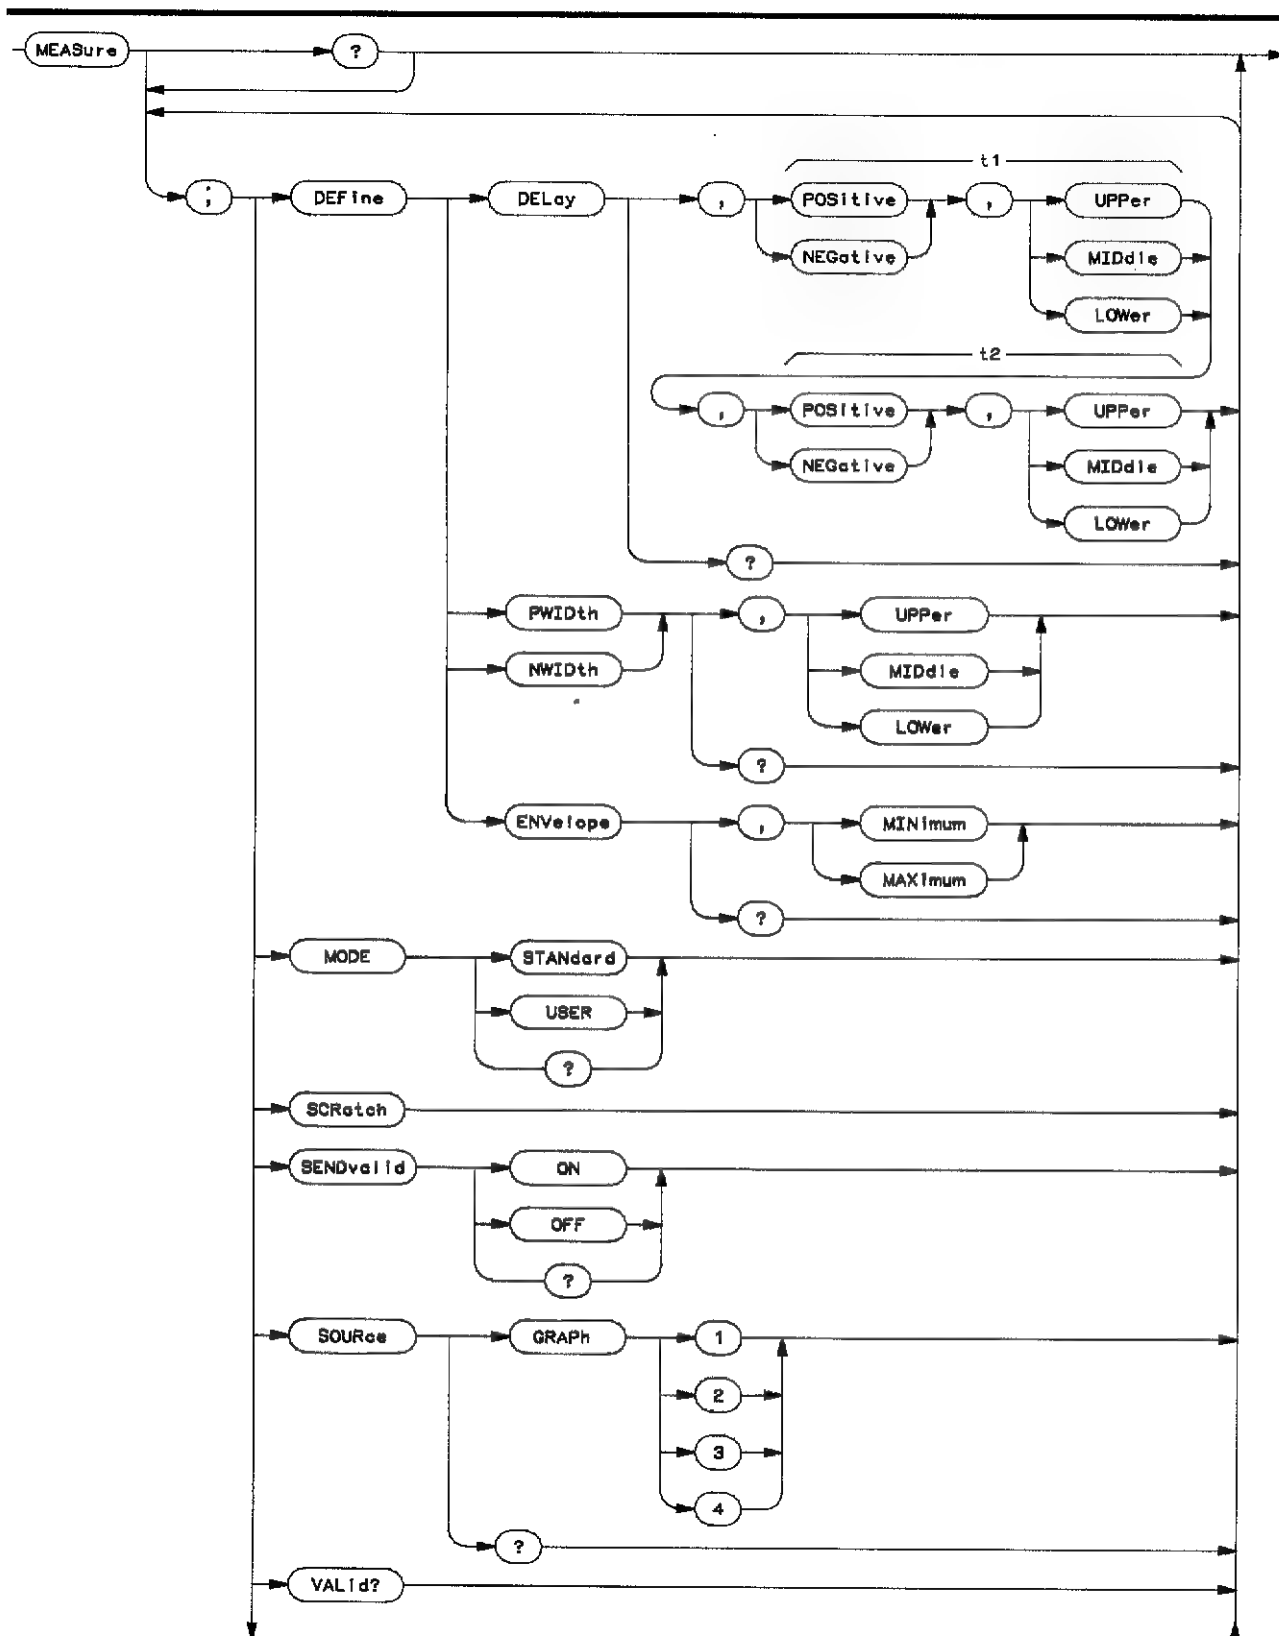 MEASure ?
t1
; DEFine DELay , POSitive , UPPer
NEGative MIDdle
LOWer
t2
, POSitive , UPPer
NEGative MIDdle
LOWer
?
PWIDth , UPPer
NWIDth MIDdle
LOWer
?
ENVelope , MINimum
MAXimum
?
MODE STANdard
USER
?
SCRatch
SENDvalid ON
OFF
?
SOURce GRAPh 1
2
3
4
?
VALid?